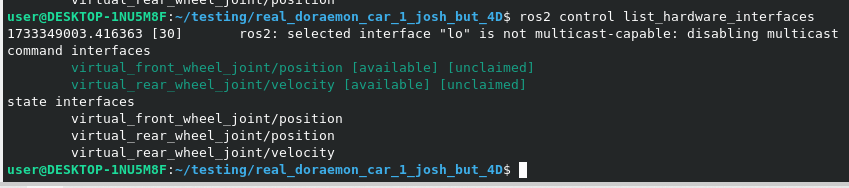 virtual_rear_wheel_joint/position
user@DESKTOP-1NU5M8F:~/testing/real_doraemon_car_1_josh_but_4D$ ros2 control list_hardware_interfaces
1733349003.416363 [30]       ros2: selected interface "lo" is not multicast-capable: disabling multicast
command interfaces
        virtual_front_wheel_joint/position [available] [unclaimed]
        virtual_rear_wheel_joint/velocity [available] [unclaimed]
state interfaces
        virtual_front_wheel_joint/position
        virtual_rear_wheel_joint/position
        virtual_rear_wheel_joint/velocity
user@DESKTOP-1NU5M8F:~/testing/real_doraemon_car_1_josh_but_4D$